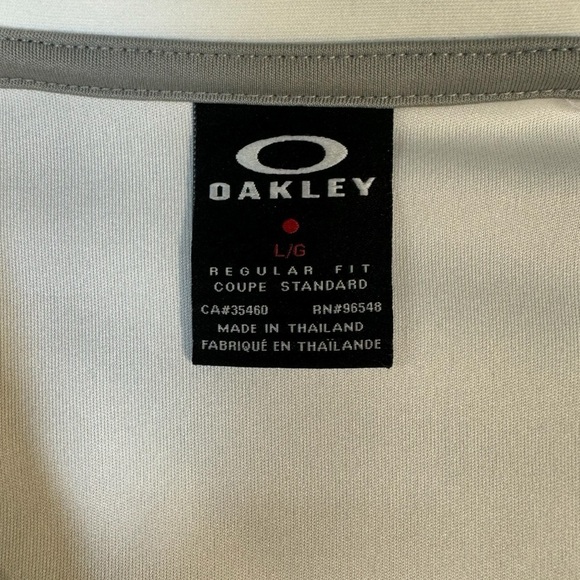 OAKLEY
L/G
REGULAR FIT
COUPE STANDARD
CA#35460 RN#96548
MADE IN THAILAND
FABRIQUÉ EN THAÏLANDE